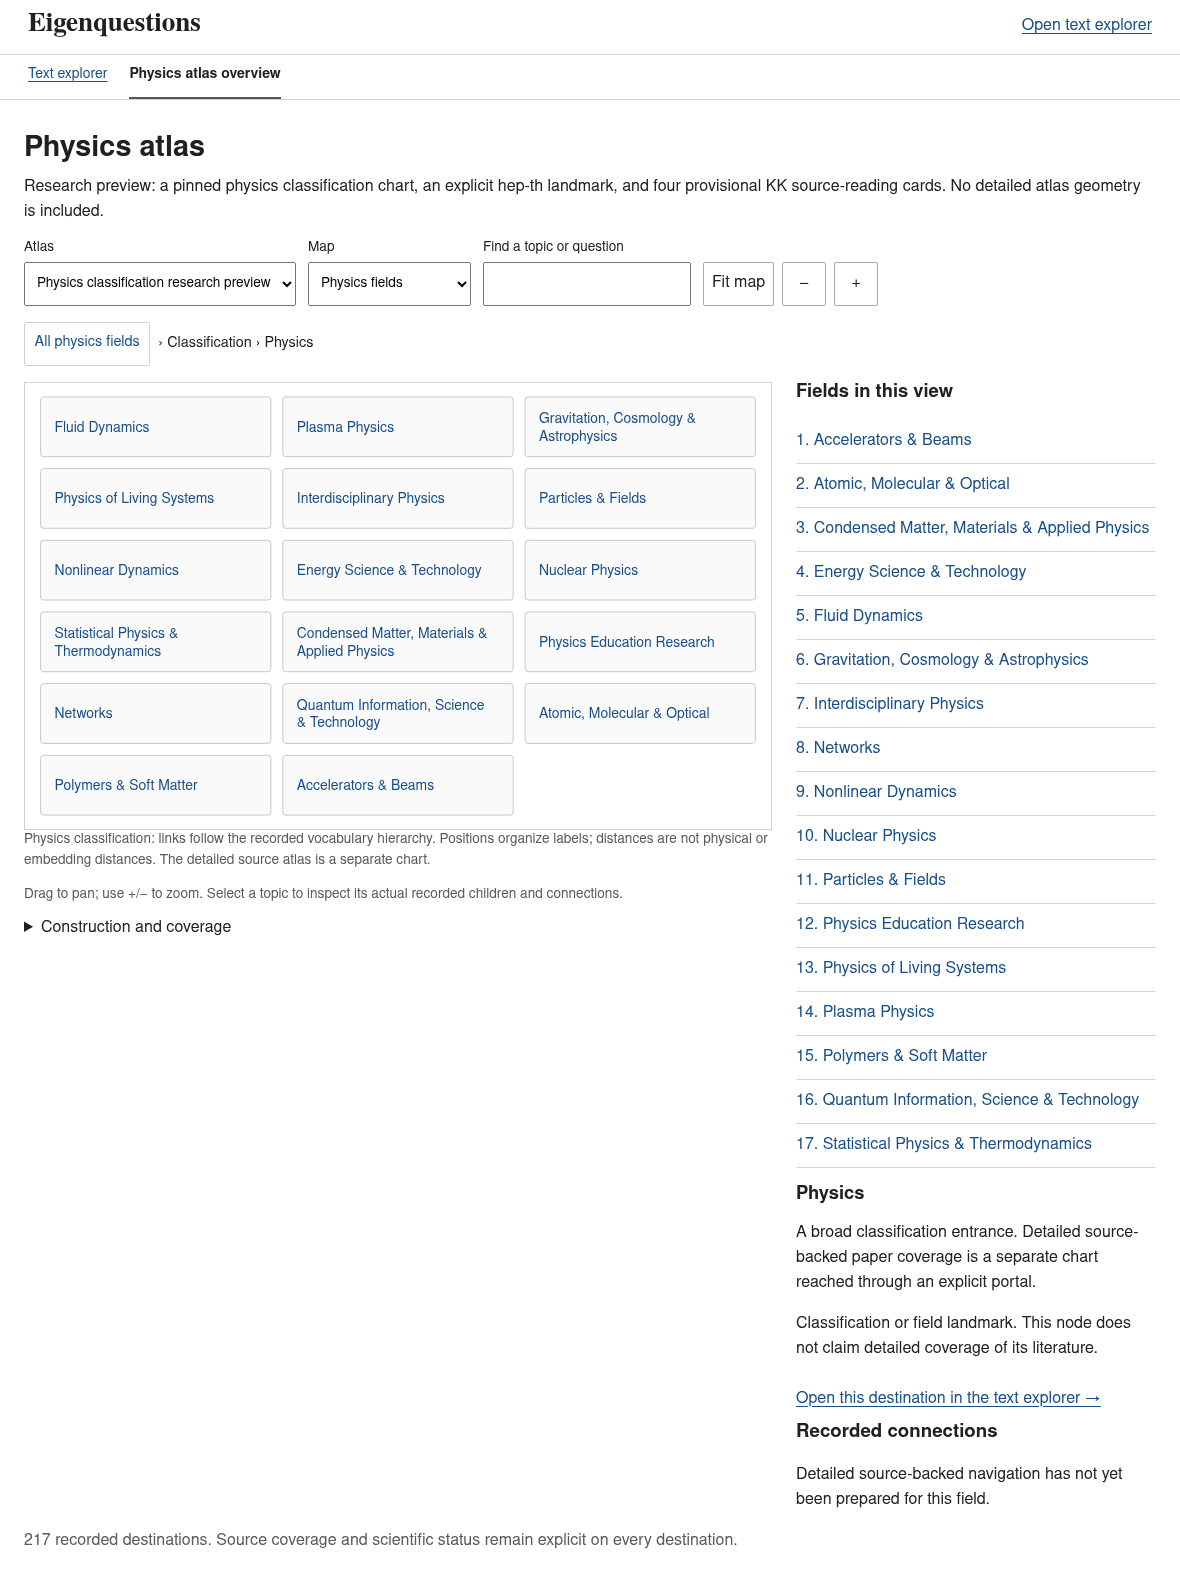 Eigenquestions
Open text explorer
Text explorer
Physics atlas overview
Physics atlas
Research preview: a pinned physics classification chart, an explicit hep-th landmark, and four provisional KK source-reading cards. No detailed atlas geometry
is included.
Atlas
Map
Find a topic or question
Physics classification research preview
Physics fields
Fit map
−
+
All physics fields
› Classification › Physics
Fluid Dynamics
Plasma Physics
Gravitation, Cosmology &
Astrophysics
Physics of Living Systems
Interdisciplinary Physics
Particles & Fields
Nonlinear Dynamics
Energy Science & Technology
Nuclear Physics
Statistical Physics &
Thermodynamics
Condensed Matter, Materials &
Applied Physics
Physics Education Research
Networks
Quantum Information, Science
& Technology
Atomic, Molecular & Optical
Polymers & Soft Matter
Accelerators & Beams
Physics classification: links follow the recorded vocabulary hierarchy. Positions organize labels; distances are not physical or
embedding distances. The detailed source atlas is a separate chart.
Drag to pan; use +/− to zoom. Select a topic to inspect its actual recorded children and connections.
▶ Construction and coverage
Fields in this view
1. Accelerators & Beams
2. Atomic, Molecular & Optical
3. Condensed Matter, Materials & Applied Physics
4. Energy Science & Technology
5. Fluid Dynamics
6. Gravitation, Cosmology & Astrophysics
7. Interdisciplinary Physics
8. Networks
9. Nonlinear Dynamics
10. Nuclear Physics
11. Particles & Fields
12. Physics Education Research
13. Physics of Living Systems
14. Plasma Physics
15. Polymers & Soft Matter
16. Quantum Information, Science & Technology
17. Statistical Physics & Thermodynamics
Physics
A broad classification entrance. Detailed source-
backed paper coverage is a separate chart
reached through an explicit portal.
Classification or field landmark. This node does
not claim detailed coverage of its literature.
Open this destination in the text explorer →
Recorded connections
Detailed source-backed navigation has not yet
been prepared for this field.
217 recorded destinations. Source coverage and scientific status remain explicit on every destination.